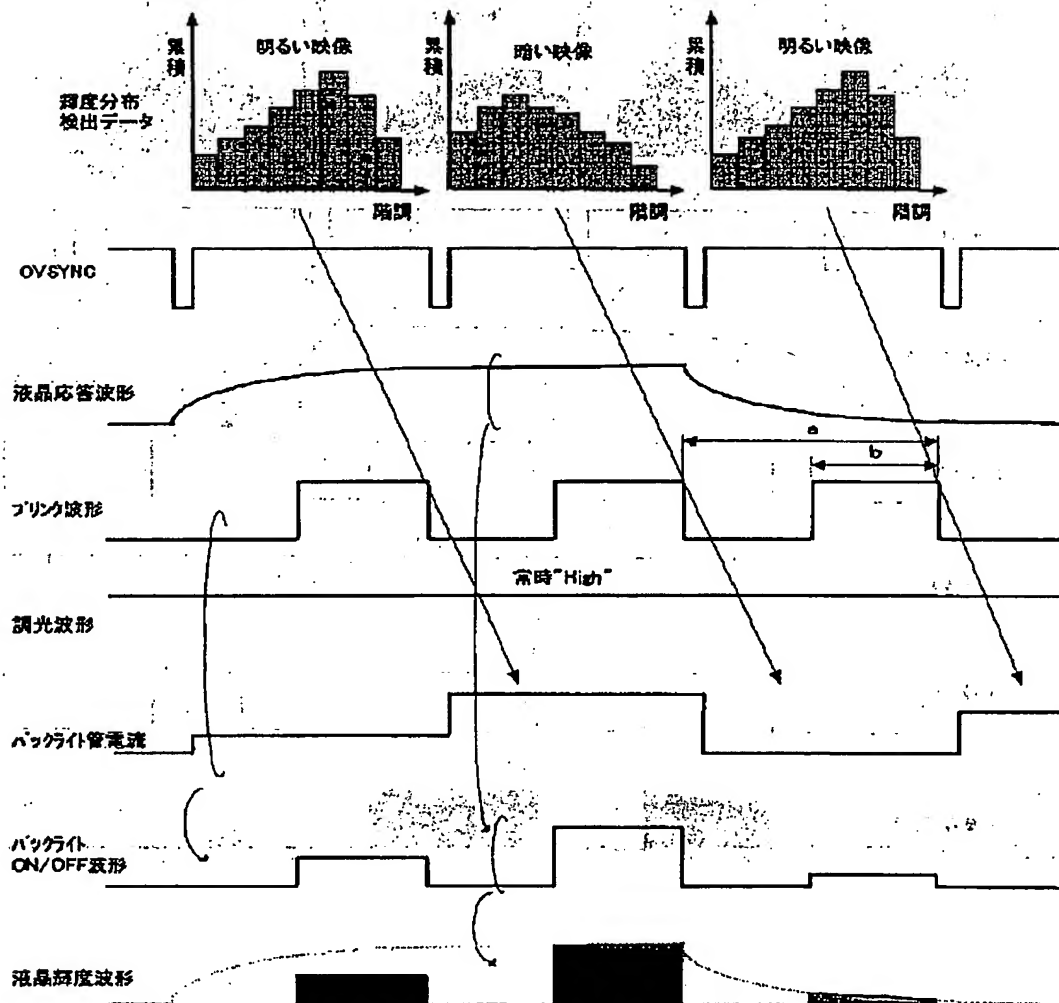 累積
明るい映像
累積
暗い映像
累積
明るい映像
輝度分布
検出データ
階調
階調
階調
OVSYNC
液晶応答波形
a
b
ブリンク波形
常時"High"
調光波形
バックライト管電流
バックライト
ON/OFF波形
液晶輝度波形